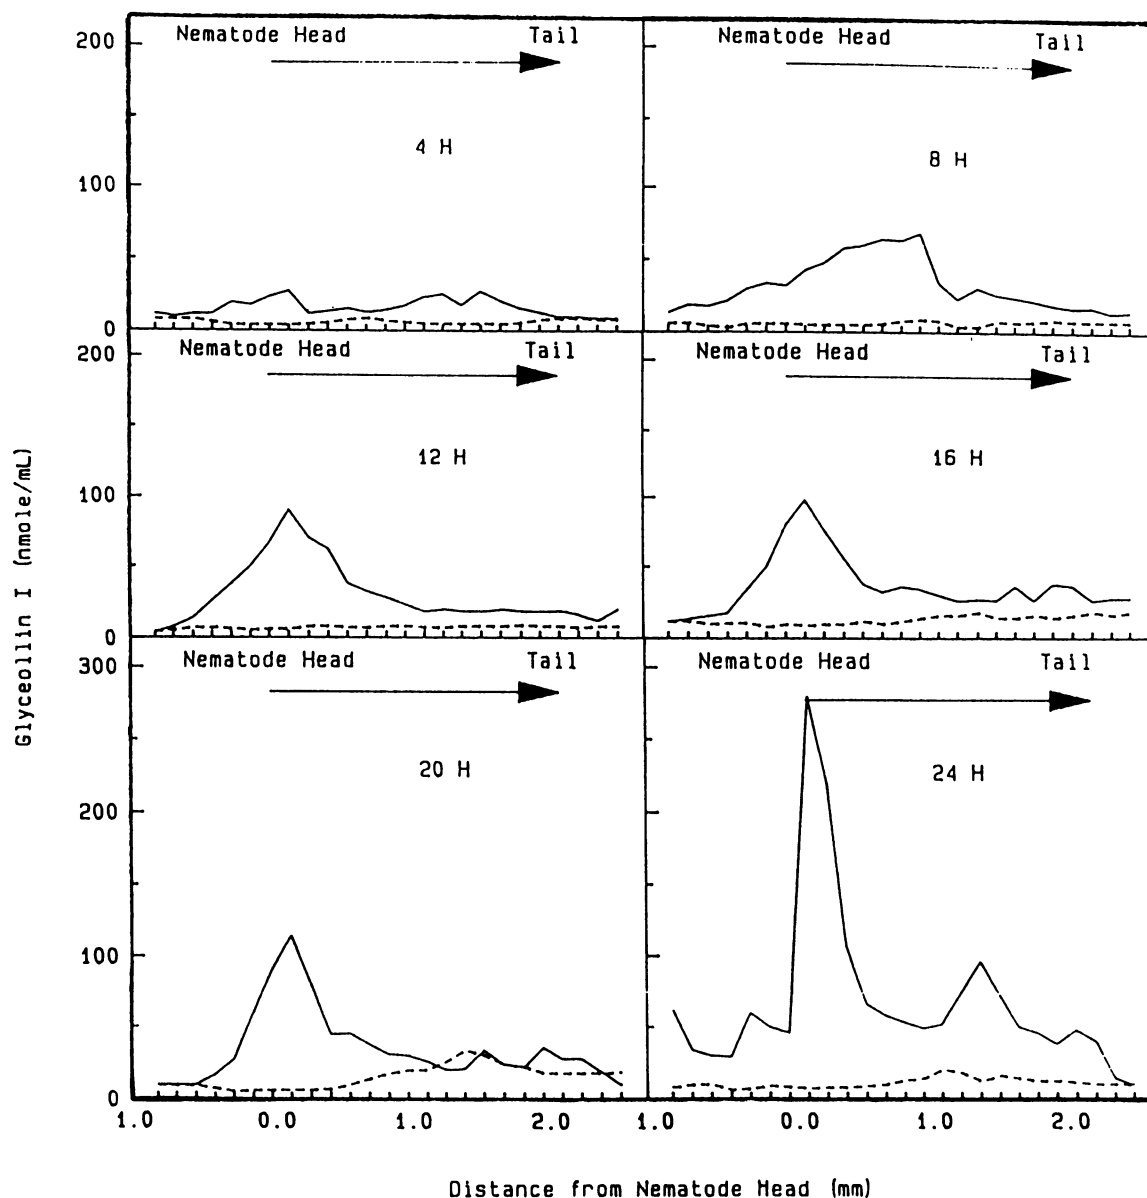 Nematode Head Tail
Nematode Head Tail
200
4 H
8 H
100
0
Nematode Head Tail
Nematode Head Tail
200
12 H
16 H
100
0
Nematode Head Tail
Nematode Head Tail
300
20 H
24 H
200
100
0
1.0 0.0 1.0 2.0
1.0 0.0 1.0 2.0
Glyceollin I (nmole/mL)
Distance from Nematode Head (mm)